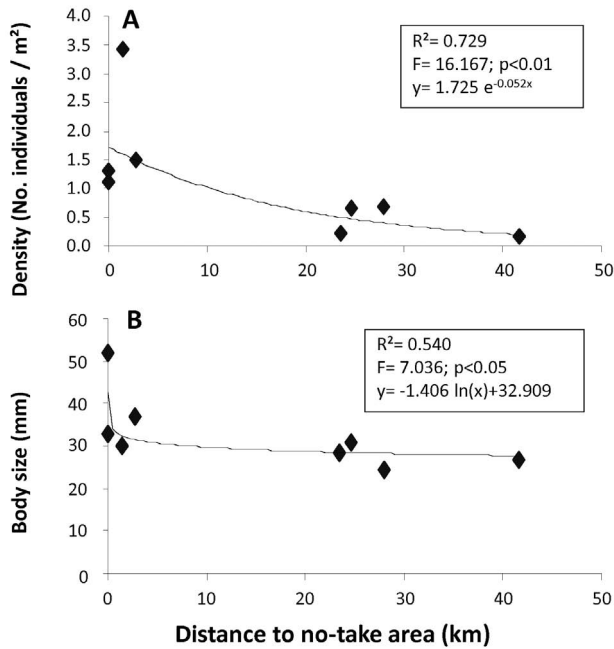 A
R²= 0.729
F= 16.167; p<0.01
y= 1.725 e^-0.052x
Density (No. individuals / m²)
4.0
3.5
3.0
2.5
2.0
1.5
1.0
0.5
0.0
0 10 20 30 40 50
B
R²= 0.540
F= 7.036; p<0.05
y= -1.406 ln(x)+32.909
Body size (mm)
60
50
40
30
20
10
0
0 10 20 30 40 50
Distance to no-take area (km)